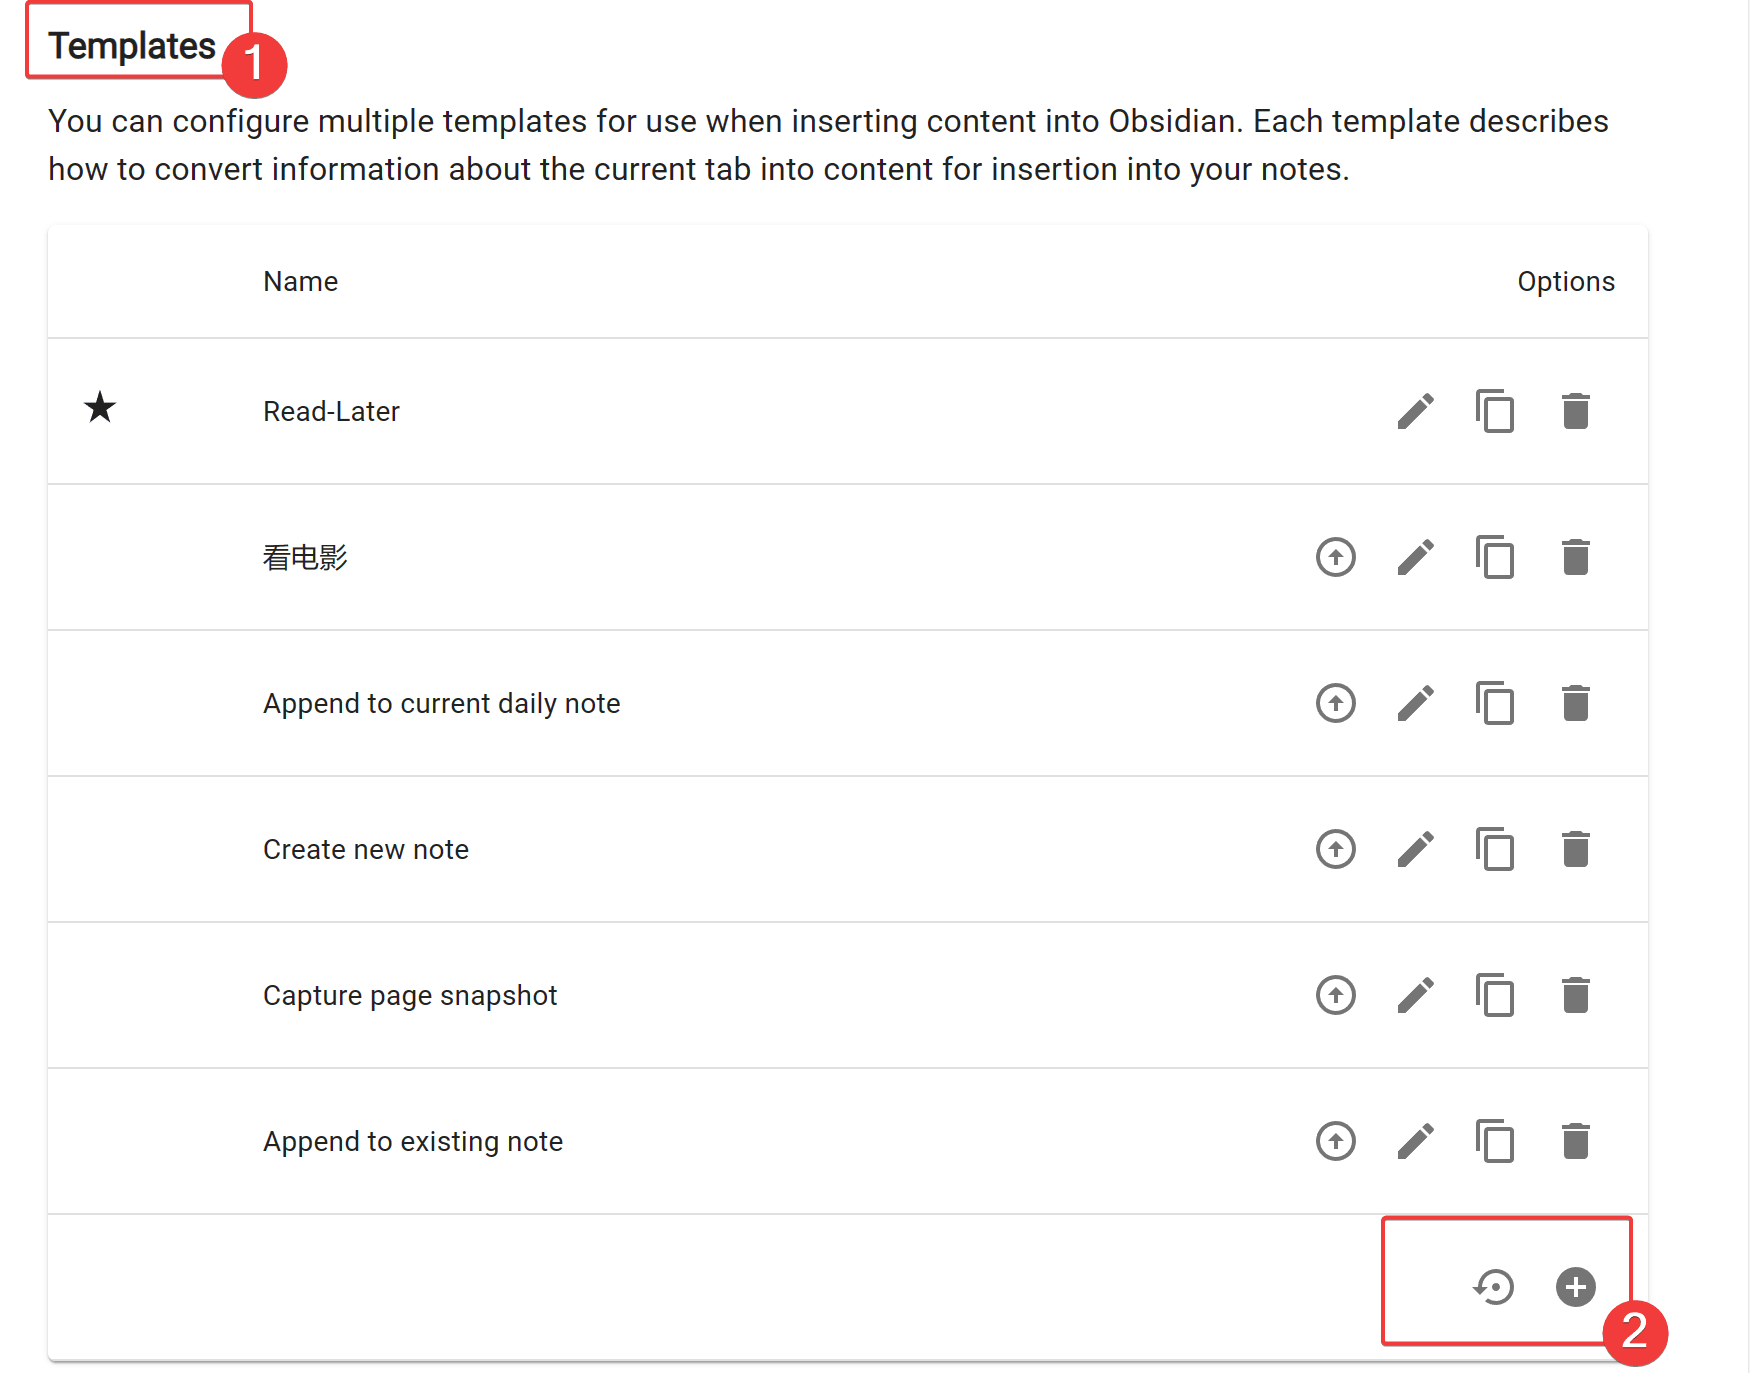 Templates
1
You can configure multiple templates for use when inserting content into Obsidian. Each template describes
how to convert information about the current tab into content for insertion into your notes.
Name Options
Read-Later
看电影
Append to current daily note
Create new note
Capture page snapshot
Append to existing note
2